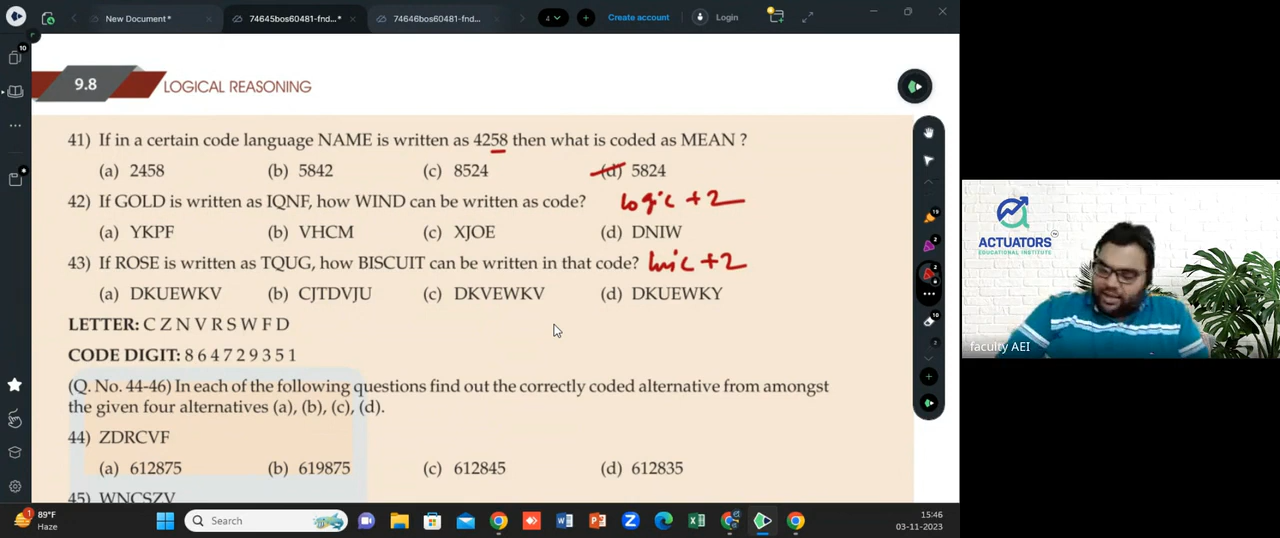 New Document*
74645bos60481-fnd...*
74646bos60481-fnd...
4
Create account
Login
10
9.8 LOGICAL REASONING
41) If in a certain code language NAME is written as 4258 then what is coded as MEAN ?
(a) 2458 (b) 5842 (c) 8524 (d) 5824
42) If GOLD is written as IQNF, how WIND can be written as code? logic +2
(a) YKPF (b) VHCM (c) XJOE (d) DNIW
43) If ROSE is written as TQUG, how BISCUIT can be written in that code? +2
(a) DKUEWKV (b) CJTDVJU (c) DKVEWKV (d) DKUEWKY
LETTER: C Z N V R S W F D
CODE DIGIT: 8 6 4 7 2 9 3 5 1
(Q. No. 44-46) In each of the following questions find out the correctly coded alternative from amongst
the given four alternatives (a), (b), (c), (d).
44) ZDRCVF
(a) 612875 (b) 619875 (c) 612845 (d) 612835
45) WNCSZV
ACTUATORS
EDUCATIONAL INSTITUTE
faculty AEI
89°F
Haze
Search
15:46
03-11-2023